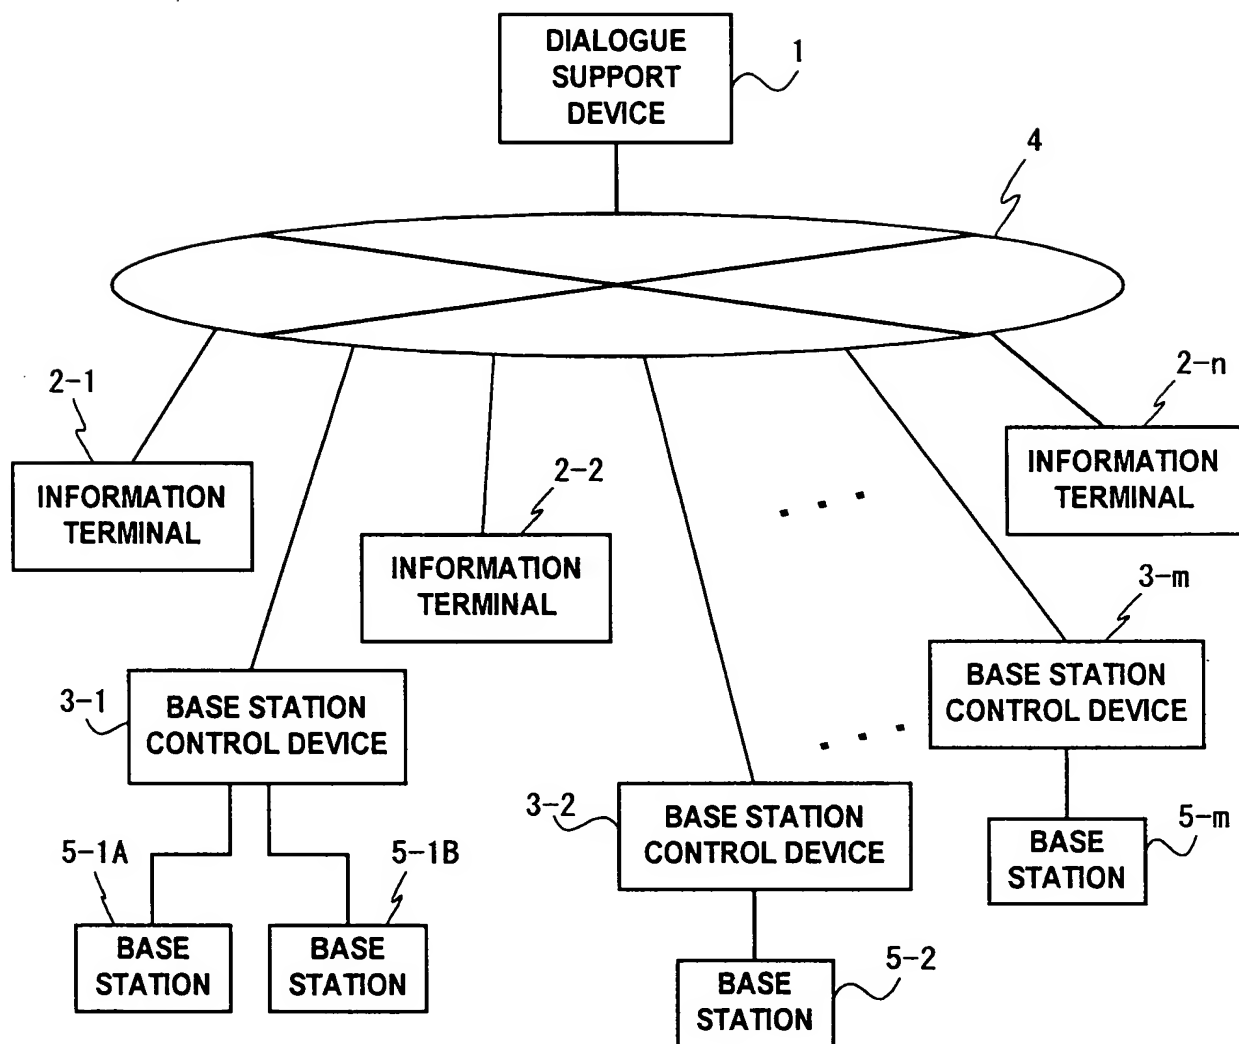 DIALOGUE
SUPPORT
DEVICE
1
4
2-1
INFORMATION
TERMINAL
2-2
INFORMATION
TERMINAL
2-n
INFORMATION
TERMINAL
3-1
BASE STATION
CONTROL DEVICE
3-2
BASE STATION
CONTROL DEVICE
3-m
BASE STATION
CONTROL DEVICE
5-1A
BASE
STATION
5-1B
BASE
STATION
5-2
BASE
STATION
5-m
BASE
STATION